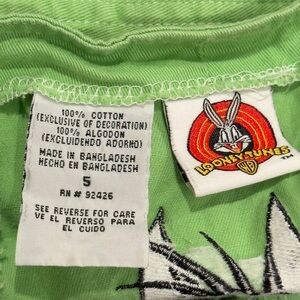 100% COTTON
(EXCLUSIVE OF DECORATION)
100% ALGODON
(EXCLUIDENDO ADORNO)
MADE IN BANGLADESH
HECHO EN BANGLADESH
5
RN # 92426
SEE REVERSE FOR CARE
VE EL REVERSO PARA
EL CUIDO
LOONEY TUNES
WB
TM